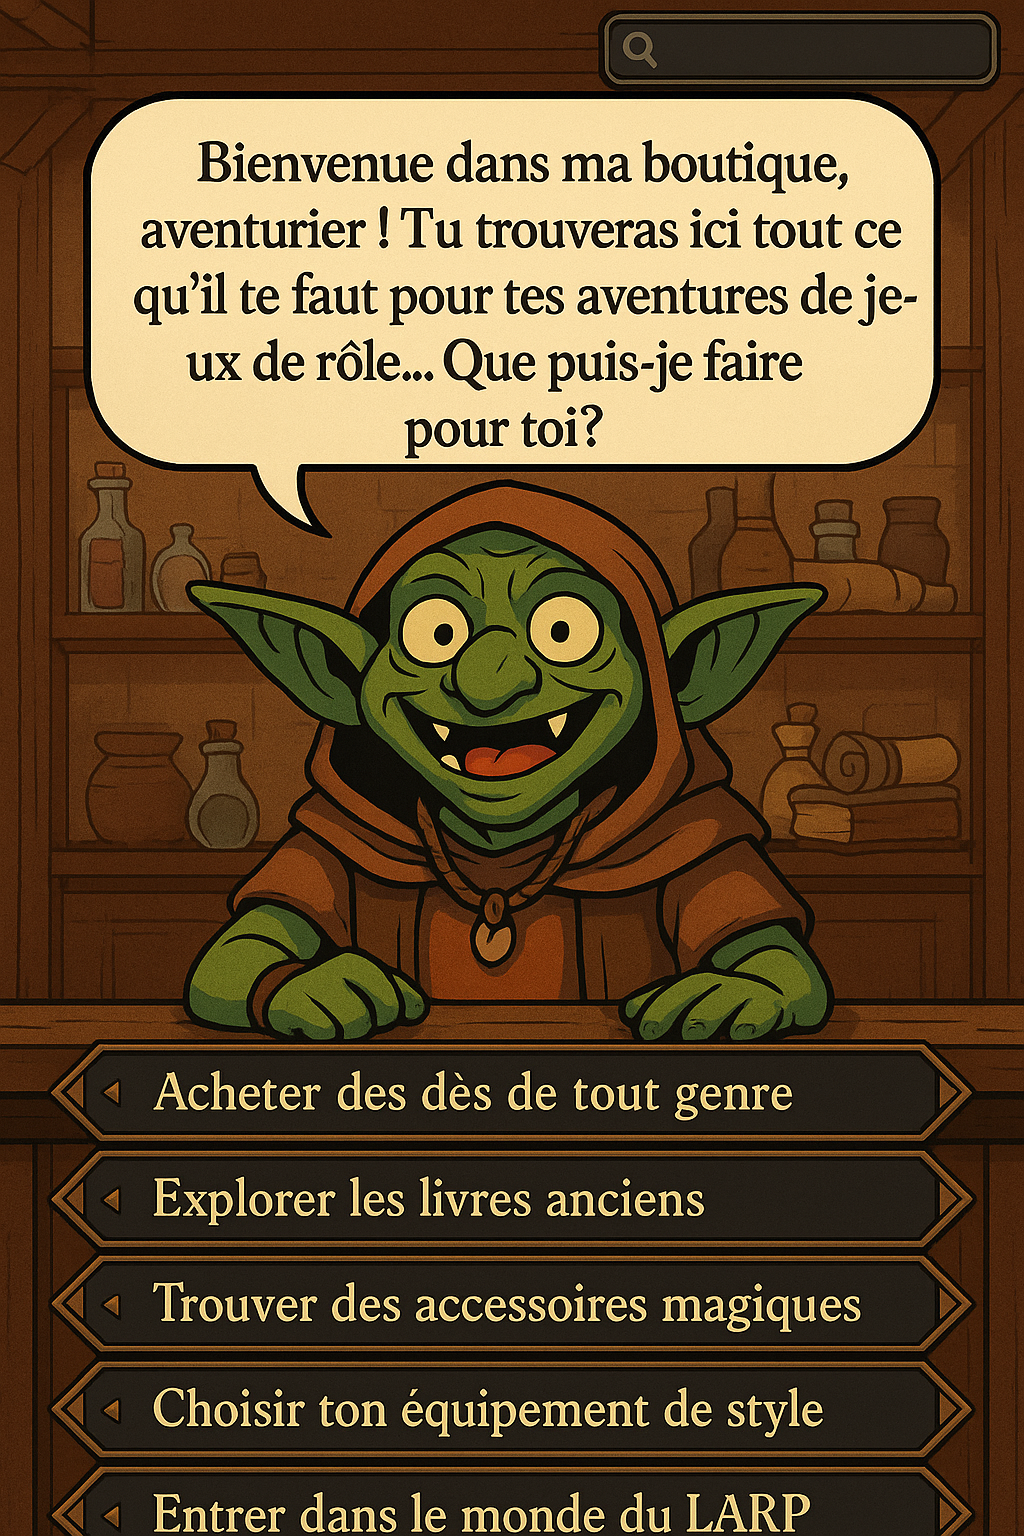 Bienvenue dans ma boutique,
aventurier ! Tu trouveras ici tout ce
qu’il te faut pour tes aventures de je-
ux de rôle... Que puis-je faire
pour toi?
Acheter des dès de tout genre
Explorer les livres anciens
Trouver des accessoires magiques
Choisir ton équipement de style
Entrer dans le monde du LARP